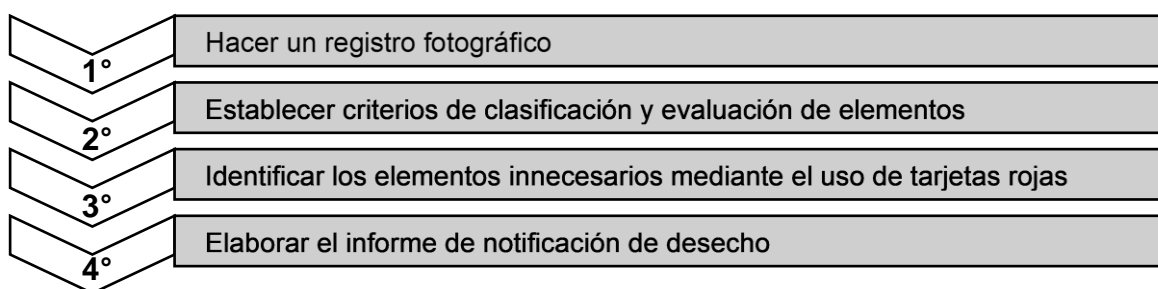 1° Hacer un registro fotográfico
2° Establecer criterios de clasificación y evaluación de elementos
3° Identificar los elementos innecesarios mediante el uso de tarjetas rojas
4° Elaborar el informe de notificación de desecho